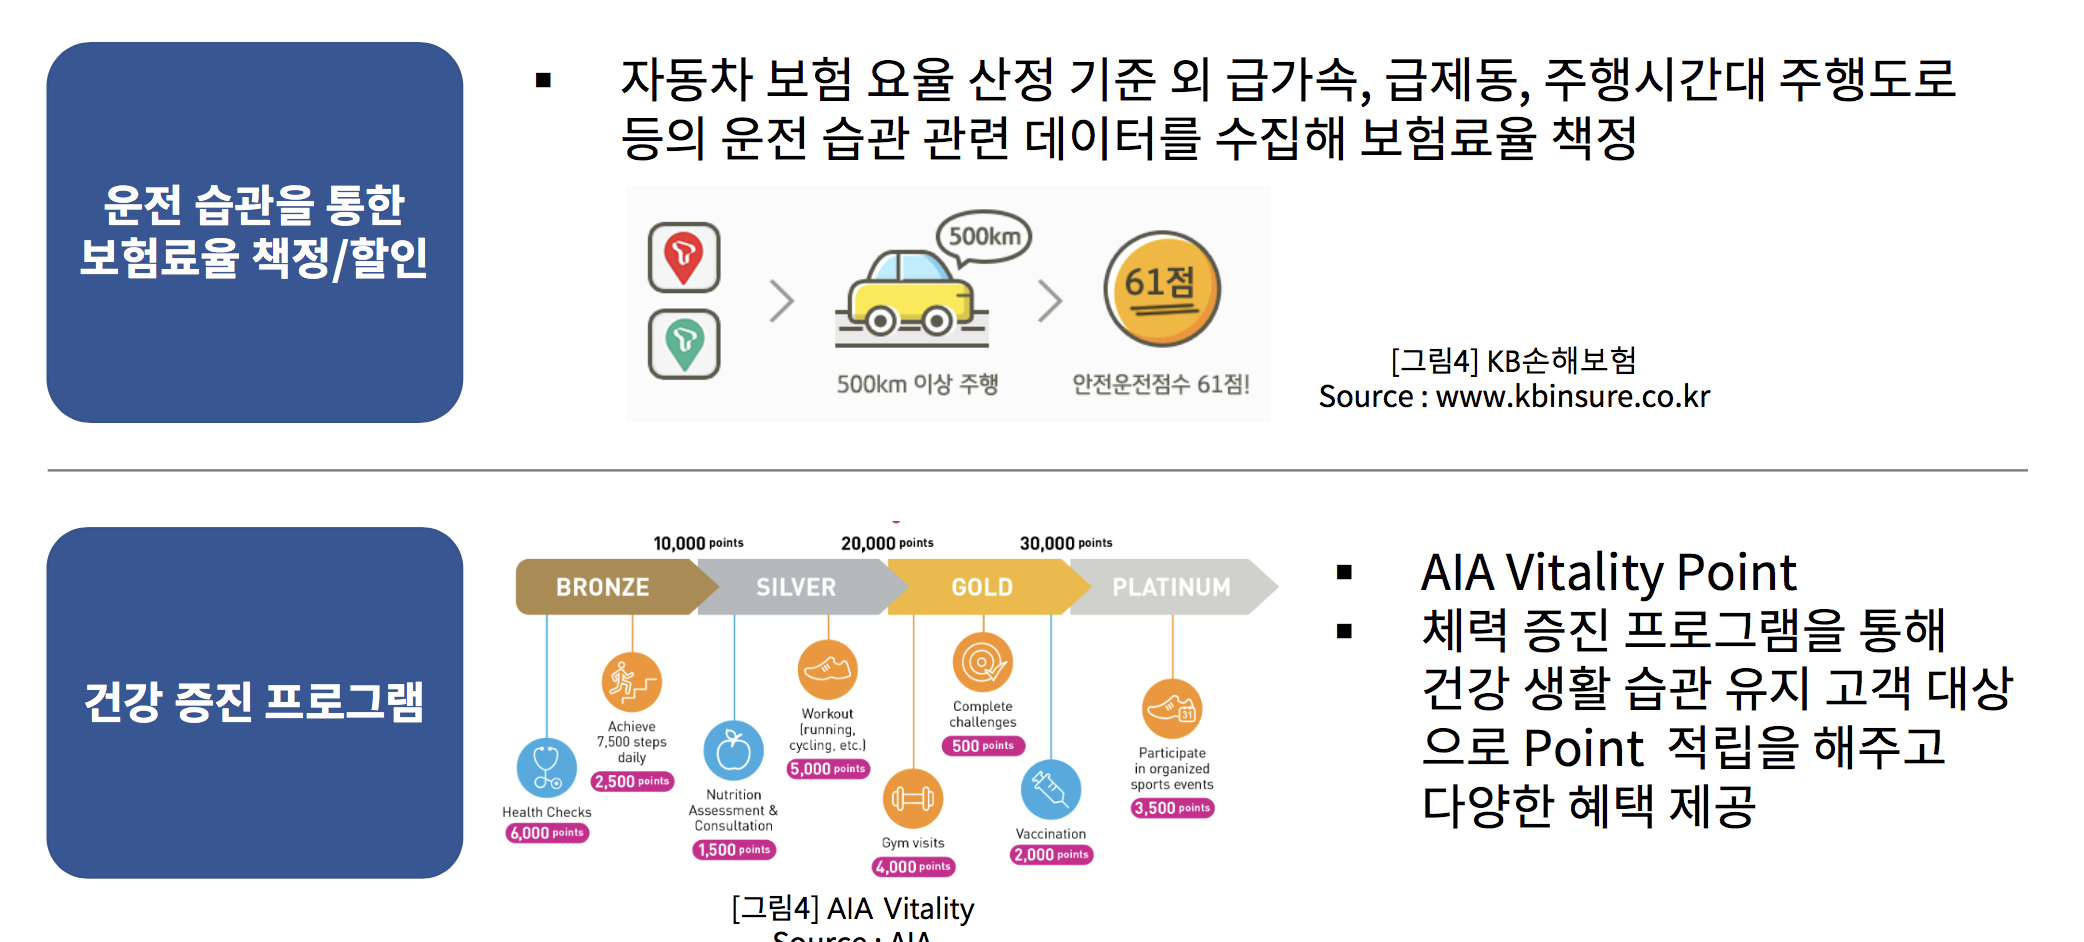 운전 습관을 통한
보험료율 책정/할인
▪ 자동차 보험 요율 산정 기준 외 급가속, 급제동, 주행시간대 주행도로
등의 운전 습관 관련 데이터를 수집해 보험료율 책정
500km
61점
500km 이상 주행
안전운전점수 61점!
[그림4] KB손해보험
Source : www.kbinsure.co.kr
건강 증진 프로그램
10,000 points
20,000 points
30,000 points
BRONZE
SILVER
GOLD
PLATINUM
Health Checks
6,000 points
Achieve
7,500 steps
daily
2,500 points
Nutrition
Assessment &
Consultation
1,500 points
Workout
(running,
cycling, etc.)
5,000 points
Gym visits
4,000 points
Complete
challenges
500 points
Vaccination
2,000 points
31
Participate
in organized
sports events
3,500 points
[그림4] AIA Vitality
Source : AIA
▪ AIA Vitality Point
▪ 체력 증진 프로그램을 통해
건강 생활 습관 유지 고객 대상
으로 Point 적립을 해주고
다양한 혜택 제공